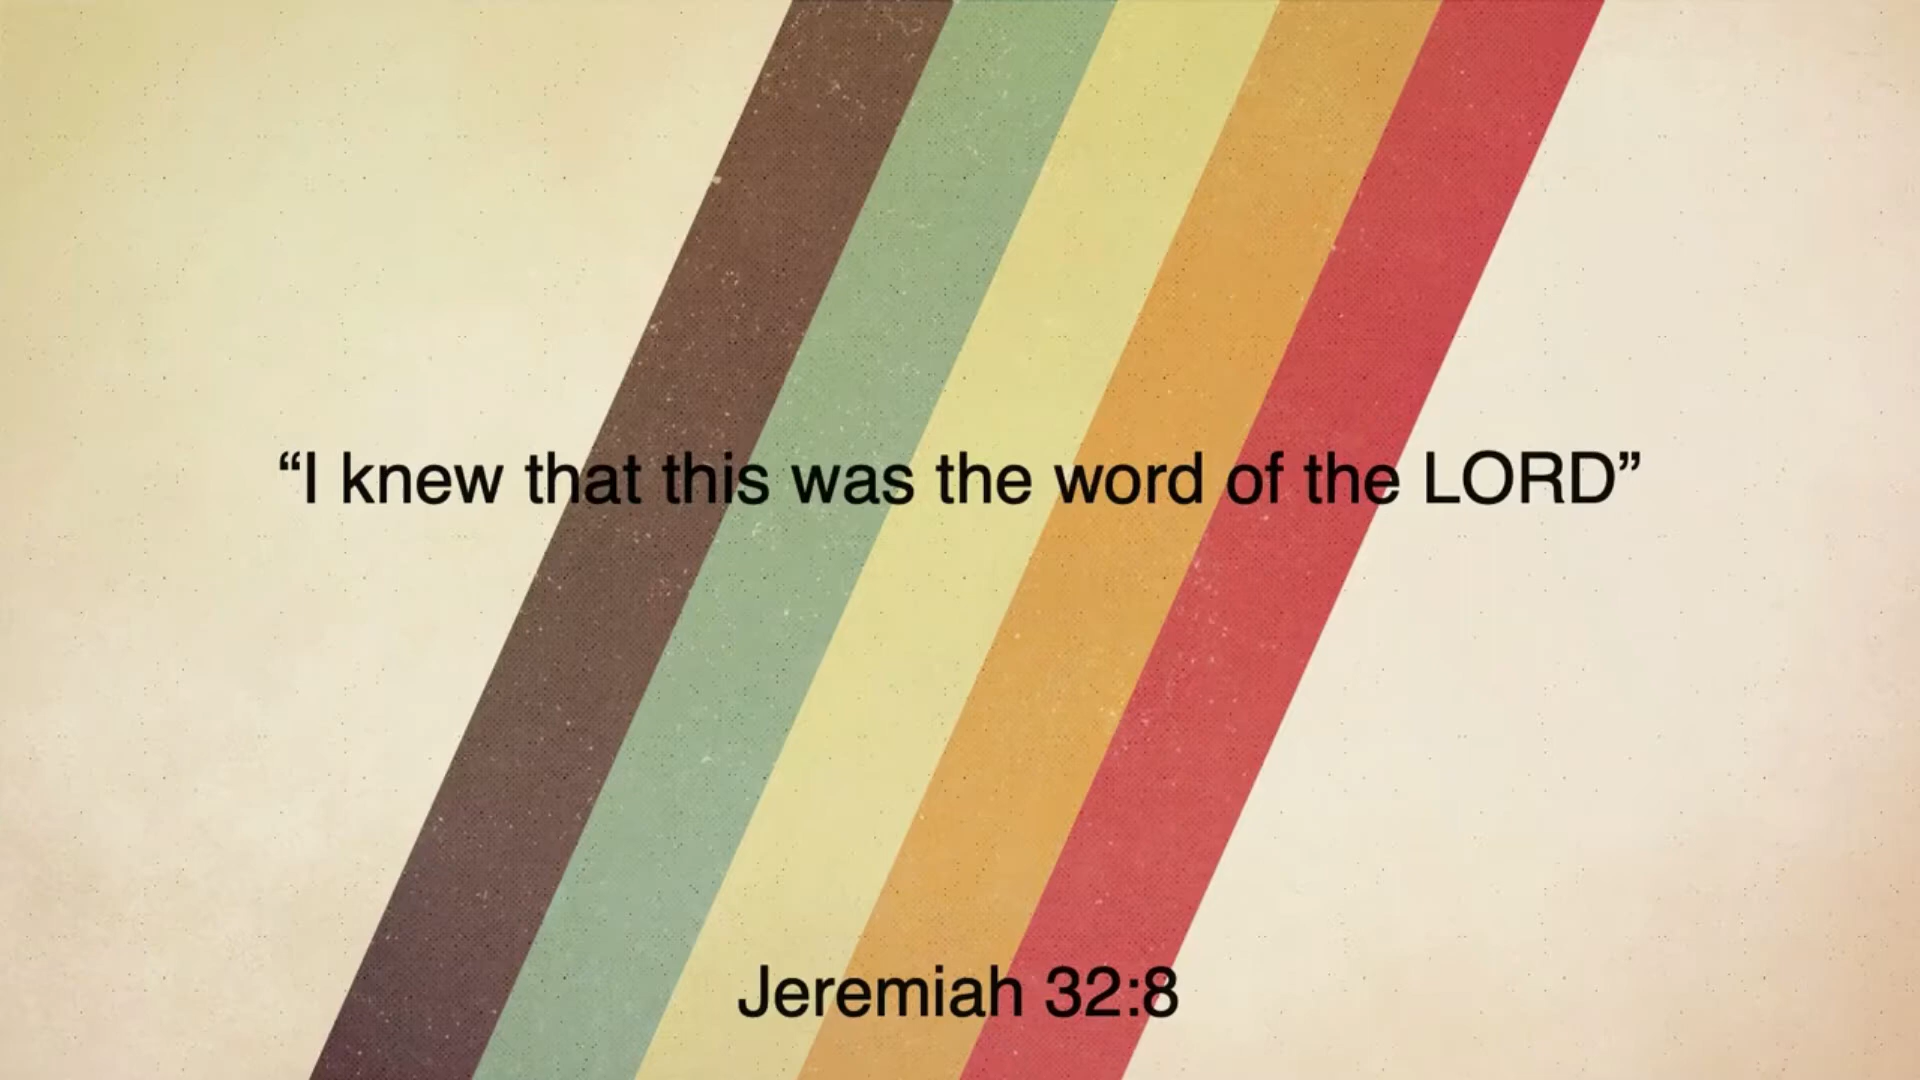 “I knew that this was the word of the LORD”
Jeremiah 32:8